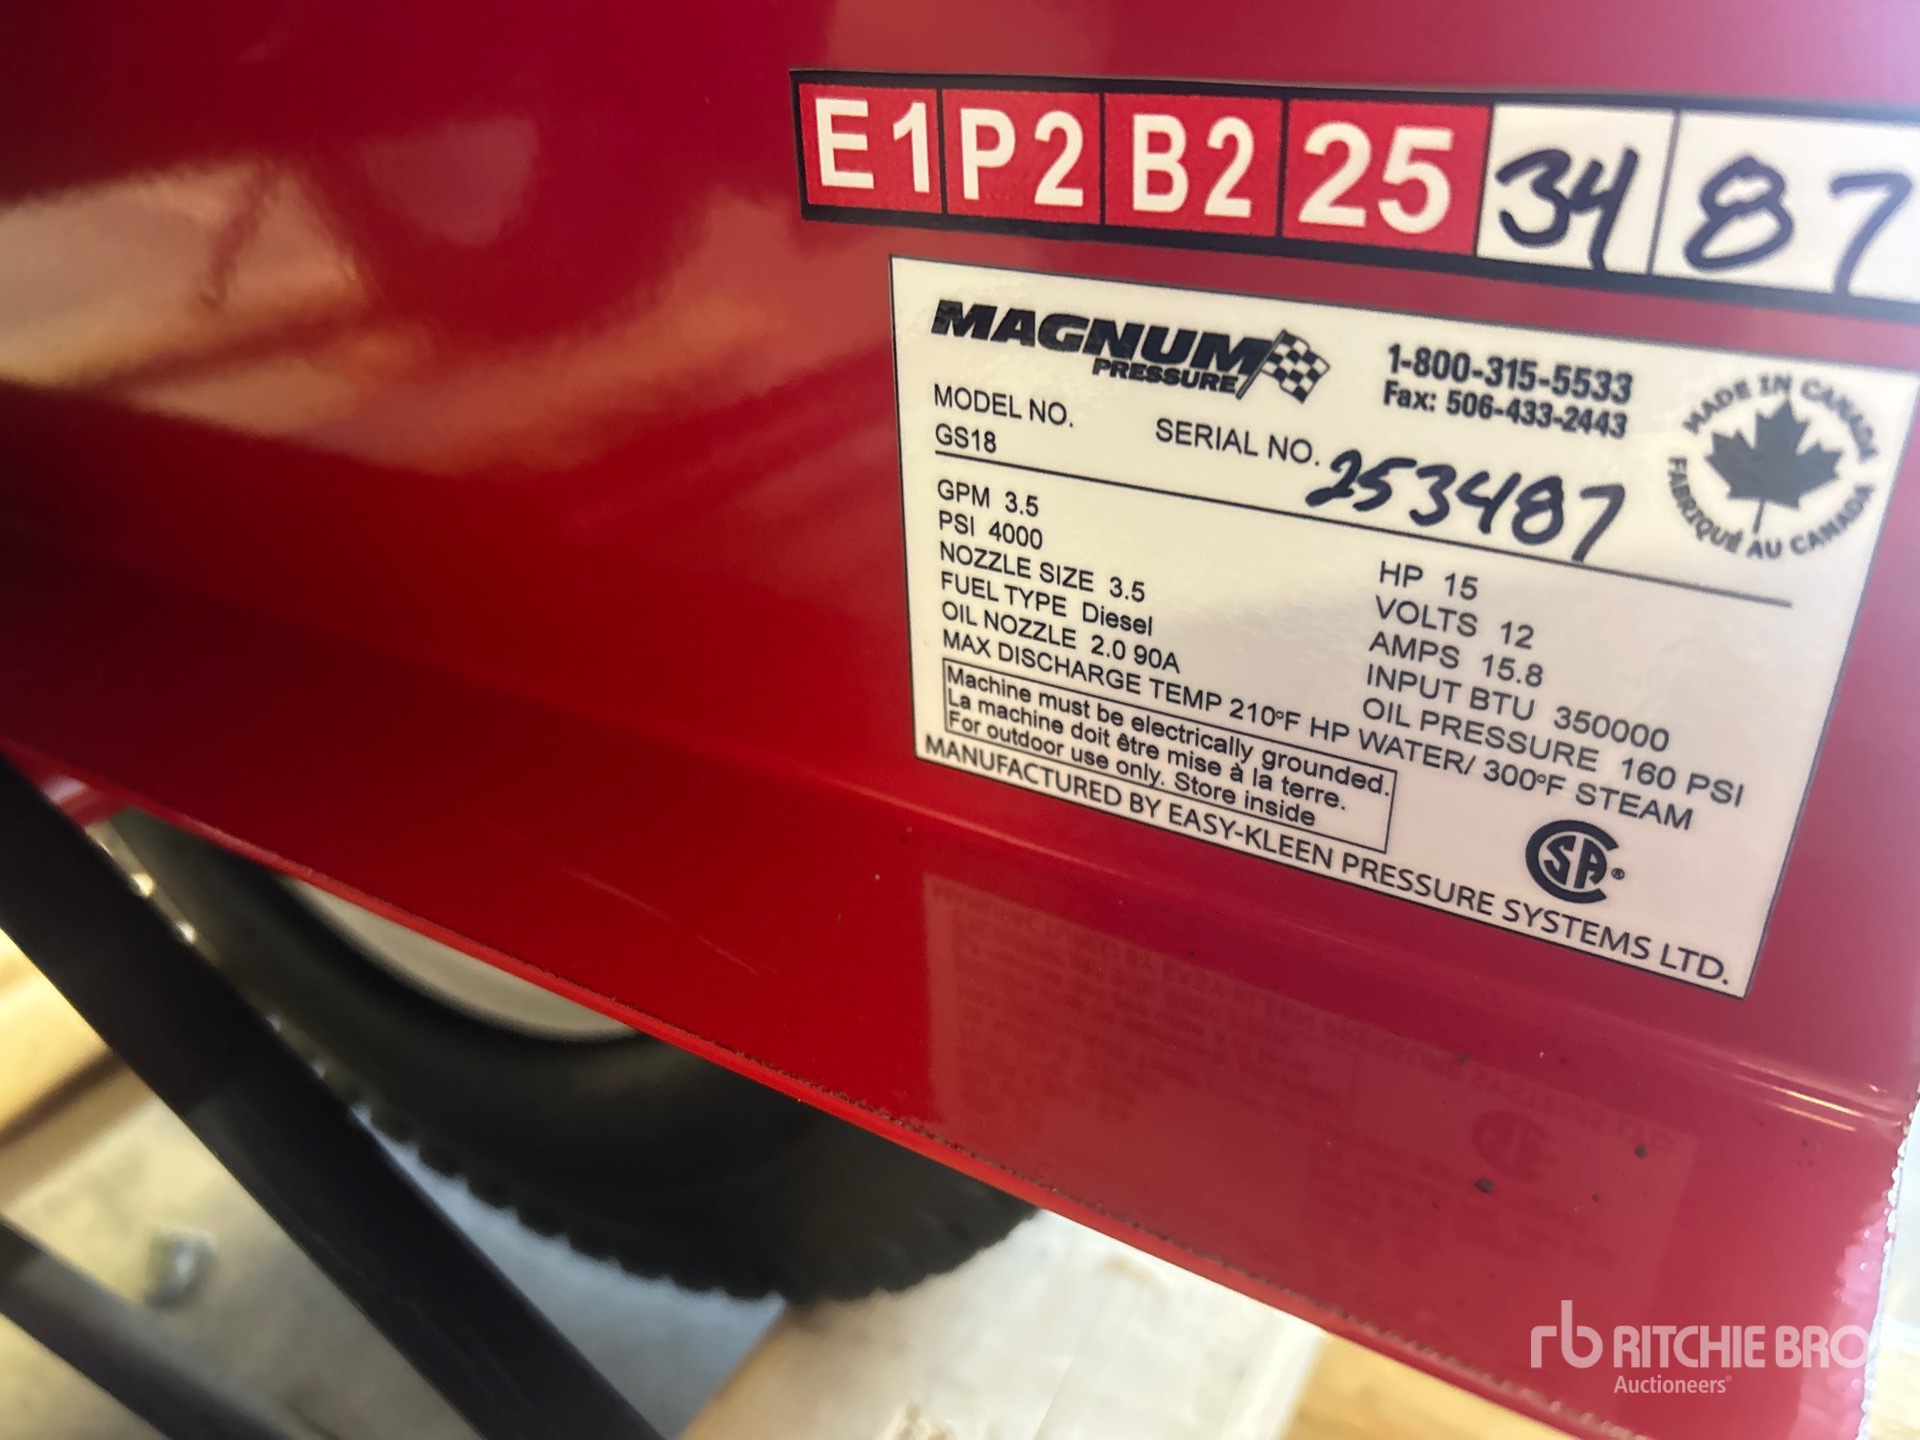 E1 P2 B2 25 34 87
MAGNUM
PRESSURE
1-800-315-5533
Fax: 506-433-2443
MADE IN CANADA
FABRIQUÉ AU CANADA
MODEL NO.
GS18
SERIAL NO. 253487
GPM 3.5
PSI 4000
NOZZLE SIZE 3.5
FUEL TYPE Diesel
OIL NOZZLE 2.0 90A
HP 15
VOLTS 12
AMPS 15.8
INPUT BTU 350000
OIL PRESSURE 160 PSI
MAX DISCHARGE TEMP 210°F HP WATER/ 300°F STEAM
Machine must be electrically grounded.
La machine doit être mise à la terre.
For outdoor use only. Store inside
CSA®
MANUFACTURED BY EASY-KLEEN PRESSURE SYSTEMS LTD.
rb RITCHIE BRO
Auctioneers